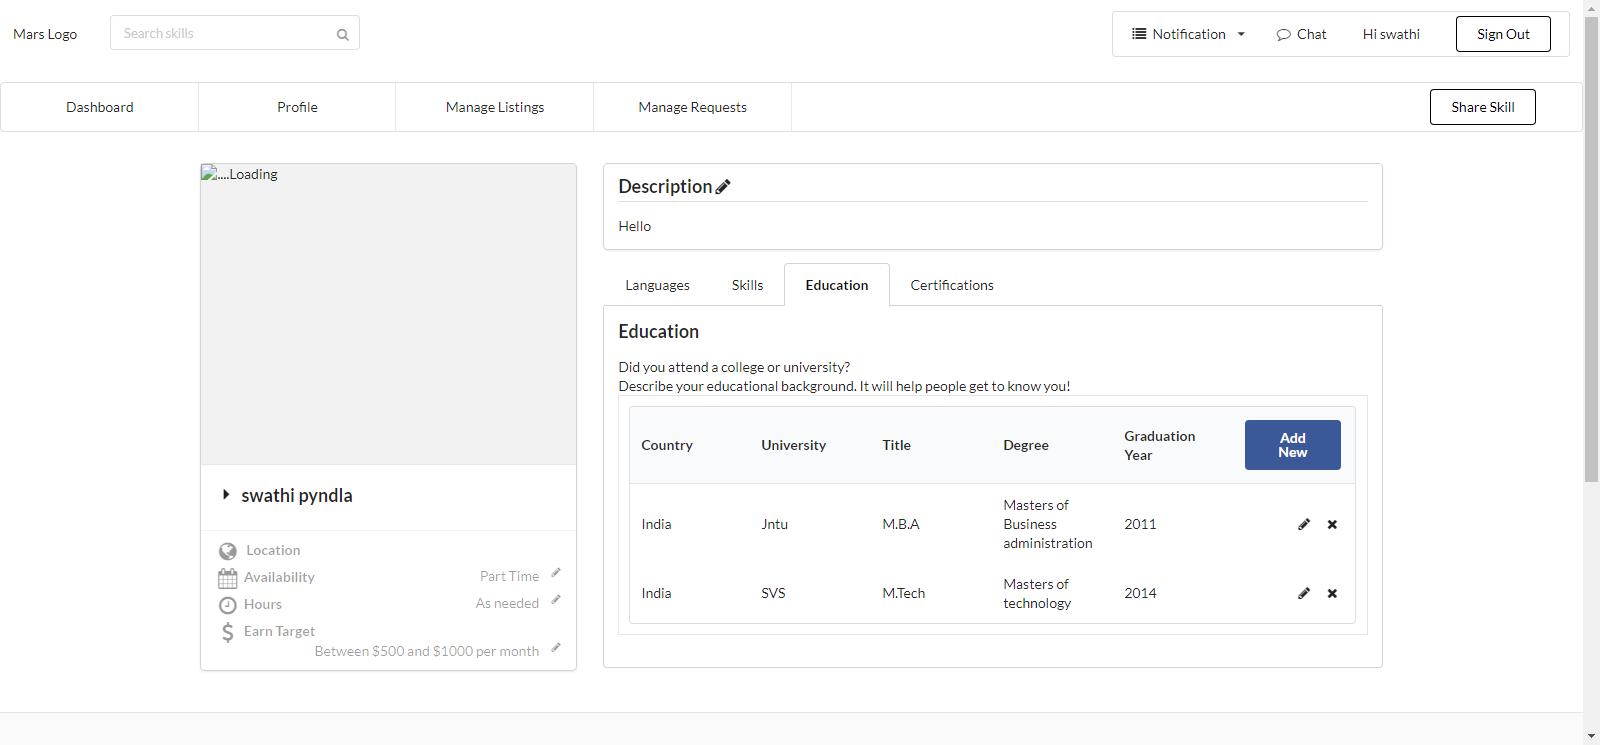 Mars Logo
Search skills
Notification
Chat
Hi swathi
Sign Out
Dashboard
Profile
Manage Listings
Manage Requests
Share Skill
....Loading
swathi pyndla
Location
Availability
Part Time
Hours
As needed
Earn Target
Between $500 and $1000 per month
Description
Hello
Languages
Skills
Education
Certifications
Education
Did you attend a college or university?
Describe your educational background. It will help people get to know you!
Country
University
Title
Degree
Graduation
Year
Add
New
India
Jntu
M.B.A
Masters of
Business
administration
2011
India
SVS
M.Tech
Masters of
technology
2014